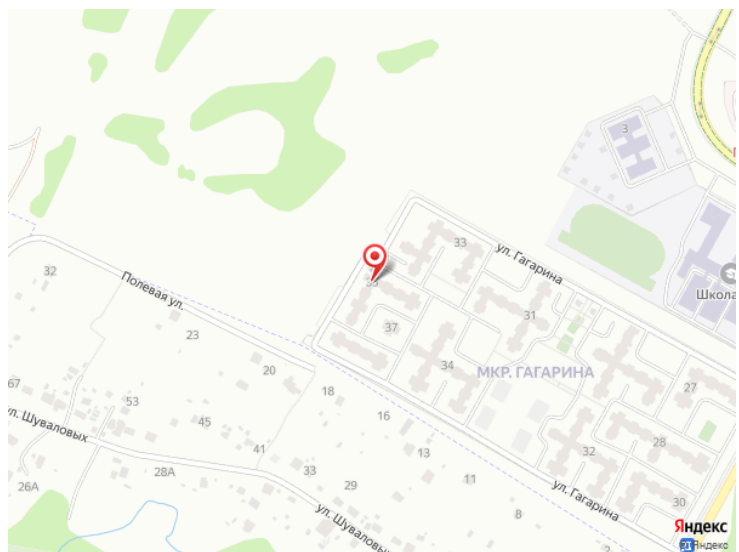 3
33
ул. Гагарина
Школа
32
Полевая ул.
35
31
37
23
МКР. ГАГАРИНА
34
20
27
67
53
18
ул. Шуваловых
45
16
28
41
13
32
28А
33
26А
29
11
ул. Гагарина
30
ул. Шуваловых
8
Яндекс
Яндекс